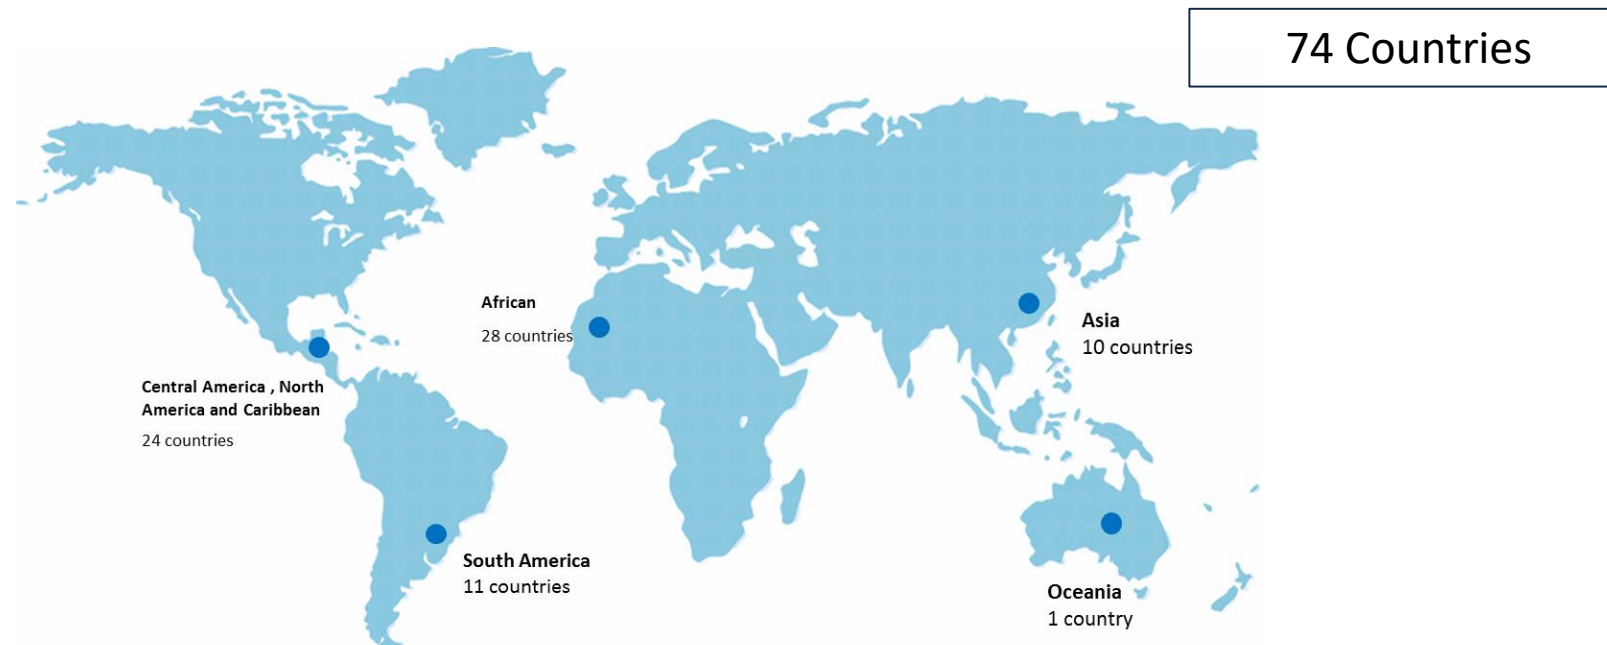 74 Countries
African
28 countries
Asia
10 countries
Central America , North
America and Caribbean
24 countries
South America
11 countries
Oceania
1 country